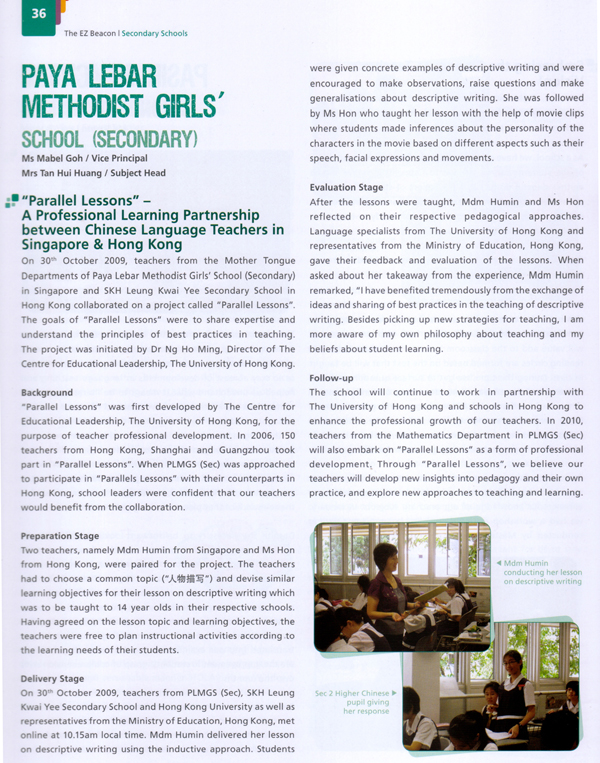 36
The EZ Beacon | Secondary Schools
PAYA LEBAR
METHODIST GIRLS'
SCHOOL (SECONDARY)
Ms Mabel Goh / Vice Principal
Mrs Tan Hui Huang / Subject Head
"Parallel Lessons" –
A Professional Learning Partnership
between Chinese Language Teachers in
Singapore & Hong Kong
On 30th October 2009, teachers from the Mother Tongue
Departments of Paya Lebar Methodist Girls' School (Secondary)
in Singapore and SKH Leung Kwai Yee Secondary School in
Hong Kong collaborated on a project called "Parallel Lessons".
The goals of "Parallel Lessons" were to share expertise and
understand the principles of best practices in teaching.
The project was initiated by Dr Ng Ho Ming, Director of The
Centre for Educational Leadership, The University of Hong Kong.
Background
"Parallel Lessons" was first developed by The Centre for
Educational Leadership, The University of Hong Kong, for the
purpose of teacher professional development. In 2006, 150
teachers from Hong Kong, Shanghai and Guangzhou took
part in "Parallel Lessons". When PLMGS (Sec) was approached
to participate in "Parallels Lessons" with their counterparts in
Hong Kong, school leaders were confident that our teachers
would benefit from the collaboration.
Preparation Stage
Two teachers, namely Mdm Humin from Singapore and Ms Hon
from Hong Kong, were paired for the project. The teachers
had to choose a common topic ("人物描写") and devise similar
learning objectives for their lesson on descriptive writing which
was to be taught to 14 year olds in their respective schools.
Having agreed on the lesson topic and learning objectives, the
teachers were free to plan instructional activities according to
the learning needs of their students.
Delivery Stage
On 30th October 2009, teachers from PLMGS (Sec), SKH Leung
Kwai Yee Secondary School and Hong Kong University as well as
representatives from the Ministry of Education, Hong Kong, met
online at 10.15am local time. Mdm Humin delivered her lesson
on descriptive writing using the inductive approach. Students
were given concrete examples of descriptive writing and were
encouraged to make observations, raise questions and make
generalisations about descriptive writing. She was followed
by Ms Hon who taught her lesson with the help of movie clips
where students made inferences about the personality of the
characters in the movie based on different aspects such as their
speech, facial expressions and movements.
Evaluation Stage
After the lessons were taught, Mdm Humin and Ms Hon
reflected on their respective pedagogical approaches.
Language specialists from The University of Hong Kong and
representatives from the Ministry of Education, Hong Kong,
gave their feedback and evaluation of the lessons. When
asked about her takeaway from the experience, Mdm Humin
remarked, "I have benefited tremendously from the exchange of
ideas and sharing of best practices in the teaching of descriptive
writing. Besides picking up new strategies for teaching, I am
more aware of my own philosophy about teaching and my
beliefs about student learning.
Follow-up
The school will continue to work in partnership with
The University of Hong Kong and schools in Hong Kong to
enhance the professional growth of our teachers. In 2010,
teachers from the Mathematics Department in PLMGS (Sec)
will also embark on "Parallel Lessons" as a form of professional
development. Through "Parallel Lessons", we believe our
teachers will develop new insights into pedagogy and their own
practice, and explore new approaches to teaching and learning.
Mdm Humin
conducting her lesson
on descriptive writing
Sec 2 Higher Chinese
pupil giving
her response